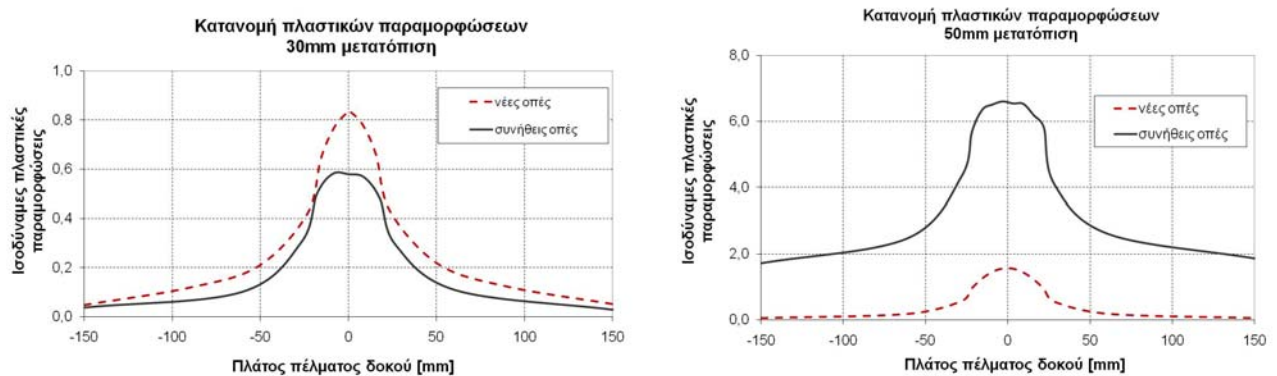 Κατανομή πλαστικών παραμορφώσεων
30mm μετατόπιση
1,0
0,8
0,6
0,4
0,2
0,0
Ισοδύναμες πλαστικές
παραμορφώσεις
νέες οπές
συνήθεις οπές
-150
-100
-50
0
50
100
150
Πλάτος πέλματος δοκού [mm]
Κατανομή πλαστικών παραμορφώσεων
50mm μετατόπιση
8,0
6,0
4,0
2,0
0,0
Ισοδύναμες πλαστικές
παραμορφώσεις
νέες οπές
συνήθεις οπές
-150
-100
-50
0
50
100
150
Πλάτος πέλματος δοκού [mm]